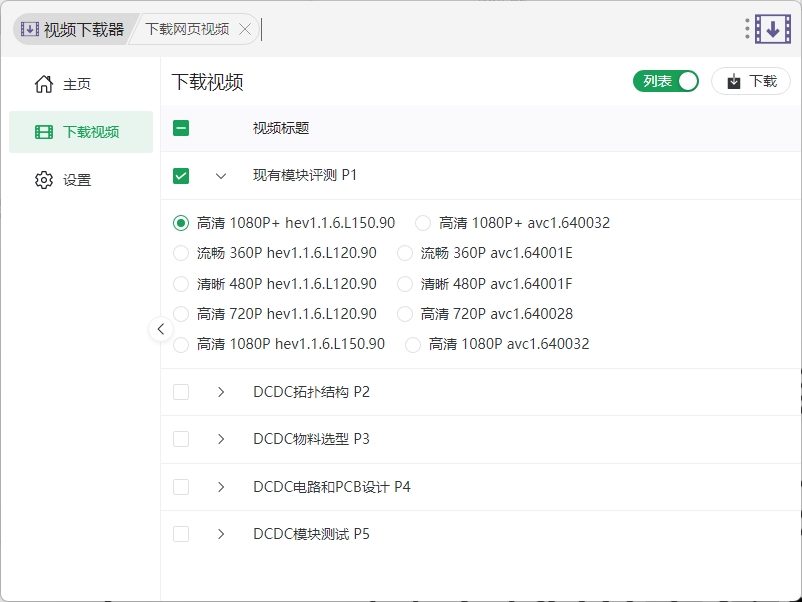 视频下载器
下载网页视频
主页
下载视频
设置
下载视频
列表
下载
视频标题
现有模块评测 P1
高清 1080P+ hev1.1.6.L150.90
高清 1080P+ avc1.640032
流畅 360P hev1.1.6.L120.90
流畅 360P avc1.64001E
清晰 480P hev1.1.6.L120.90
清晰 480P avc1.64001F
高清 720P hev1.1.6.L120.90
高清 720P avc1.640028
高清 1080P hev1.1.6.L150.90
高清 1080P avc1.640032
DCDC拓扑结构 P2
DCDC物料选型 P3
DCDC电路和PCB设计 P4
DCDC模块测试 P5